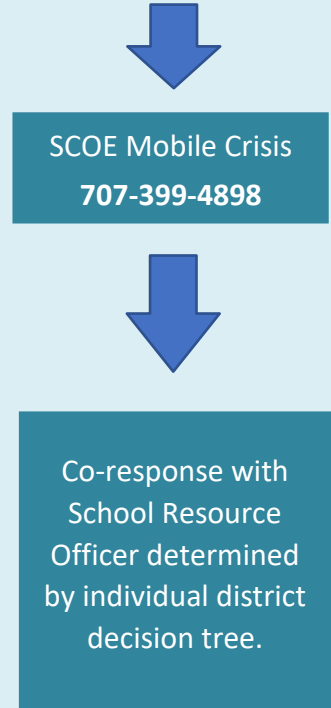 SCOE Mobile Crisis
707-399-4898
Co-response with
School Resource
Officer determined
by individual district
decision tree.